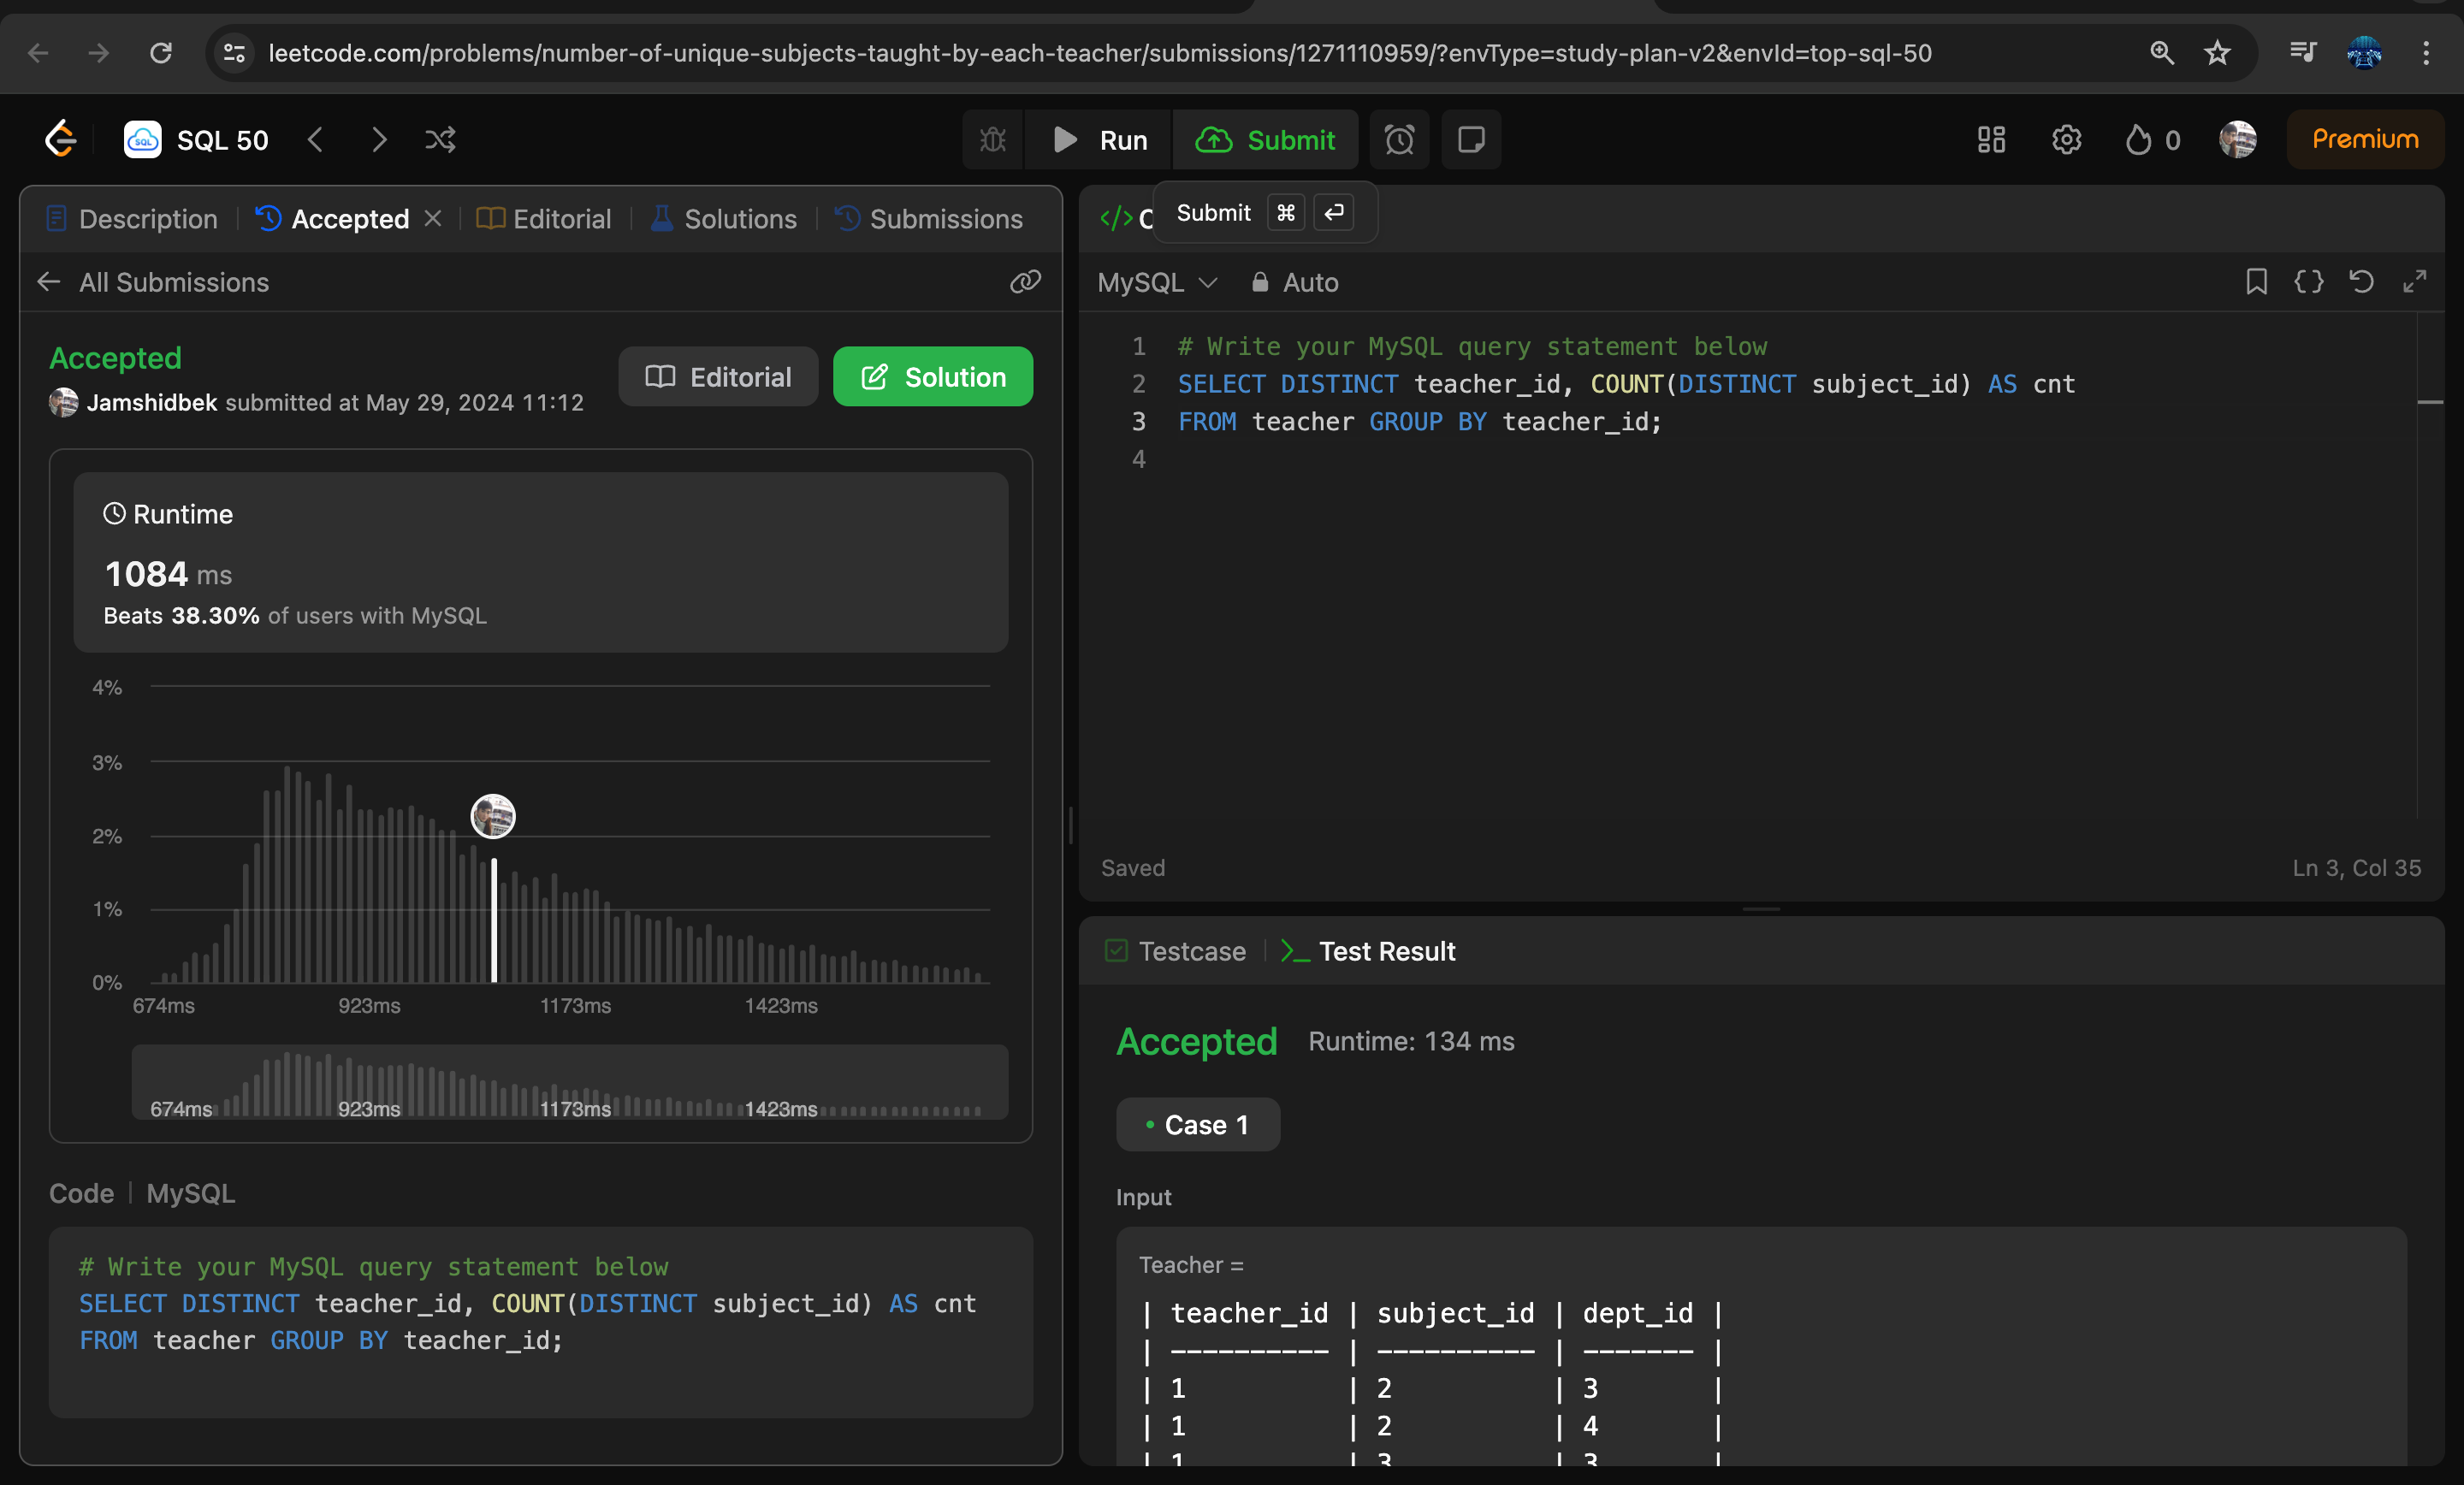 leetcode.com/problems/number-of-unique-subjects-taught-by-each-teacher/submissions/1271110959/?envType=study-plan-v2&envId=top-sql-50
SQL
SQL 50
Run
Submit
0
Premium
Description
Accepted
Editorial
Solutions
Submissions
All Submissions
Accepted
Jamshidbek submitted at May 29, 2024 11:12
Editorial
Solution
Runtime
1084 ms
Beats 38.30% of users with MySQL
4%
3%
2%
1%
0%
674ms 923ms 1173ms 1423ms
674ms 923ms 1173ms 1423ms
Code | MySQL
# Write your MySQL query statement below
SELECT DISTINCT teacher_id, COUNT(DISTINCT subject_id) AS cnt
FROM teacher GROUP BY teacher_id;
</> C
Submit ⌘ ↵
MySQL
Auto
1 # Write your MySQL query statement below
2 SELECT DISTINCT teacher_id, COUNT(DISTINCT subject_id) AS cnt
3 FROM teacher GROUP BY teacher_id;
4
Saved
Ln 3, Col 35
Testcase
Test Result
Accepted Runtime: 134 ms
Case 1
Input
Teacher =
| teacher_id | subject_id | dept_id |
| ---------- | ---------- | ------- |
| 1 | 2 | 3 |
| 1 | 2 | 4 |
| 1 | 3 | 3 |